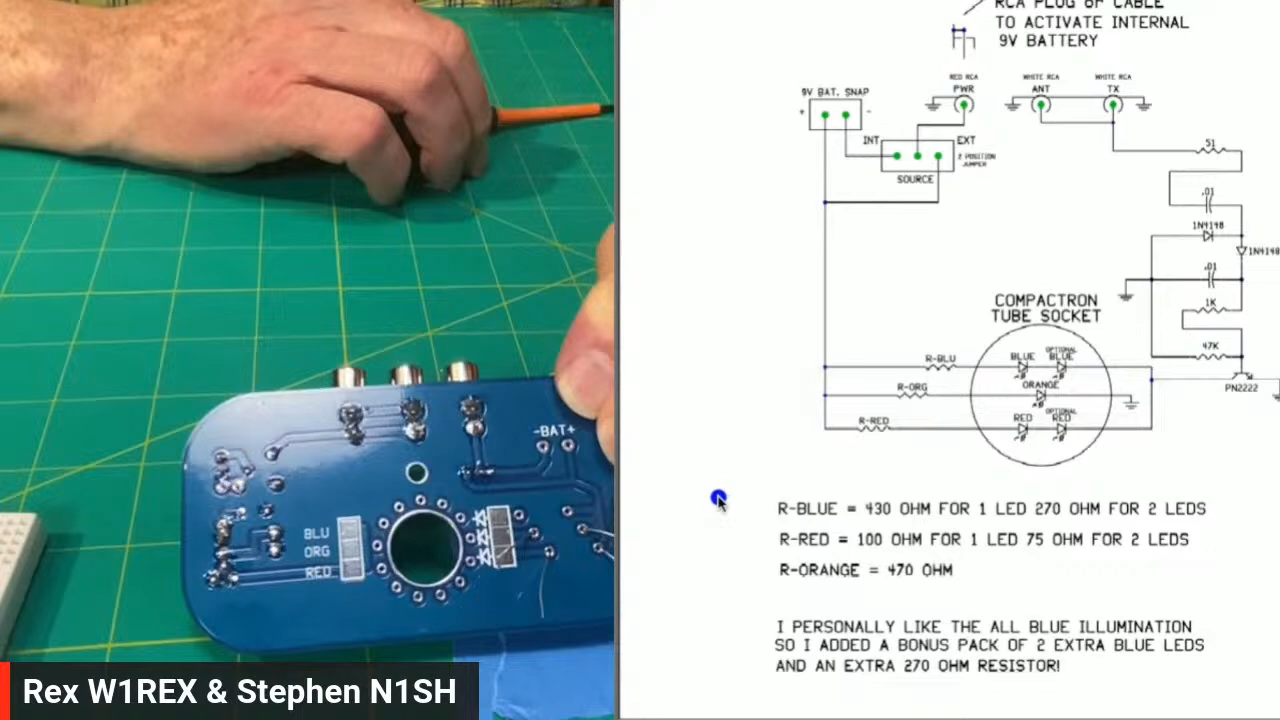 RCA PLUG of CABLE
TO ACTIVATE INTERNAL
9V BATTERY
RED RCA
WHITE RCA
WHITE RCA
9V BAT. SNAP
PWR
ANT
TX
+
-
INT
EXT
2 POSITION
JUMPER
SOURCE
51
.01
1N4148
1N4148
.01
1K
47K
PN2222
COMPACTRON
TUBE SOCKET
R-BLU
BLUE
OPTIONAL
BLUE
R-ORG
ORANGE
R-RED
RED
OPTIONAL
RED
-BAT+
BLU
ORG
RED
R-BLUE = 430 OHM FOR 1 LED 270 OHM FOR 2 LEDS
R-RED = 100 OHM FOR 1 LED 75 OHM FOR 2 LEDS
R-ORANGE = 470 OHM
I PERSONALLY LIKE THE ALL BLUE ILLUMINATION
SO I ADDED A BONUS PACK OF 2 EXTRA BLUE LEDS
AND AN EXTRA 270 OHM RESISTOR!
Rex W1REX & Stephen N1SH